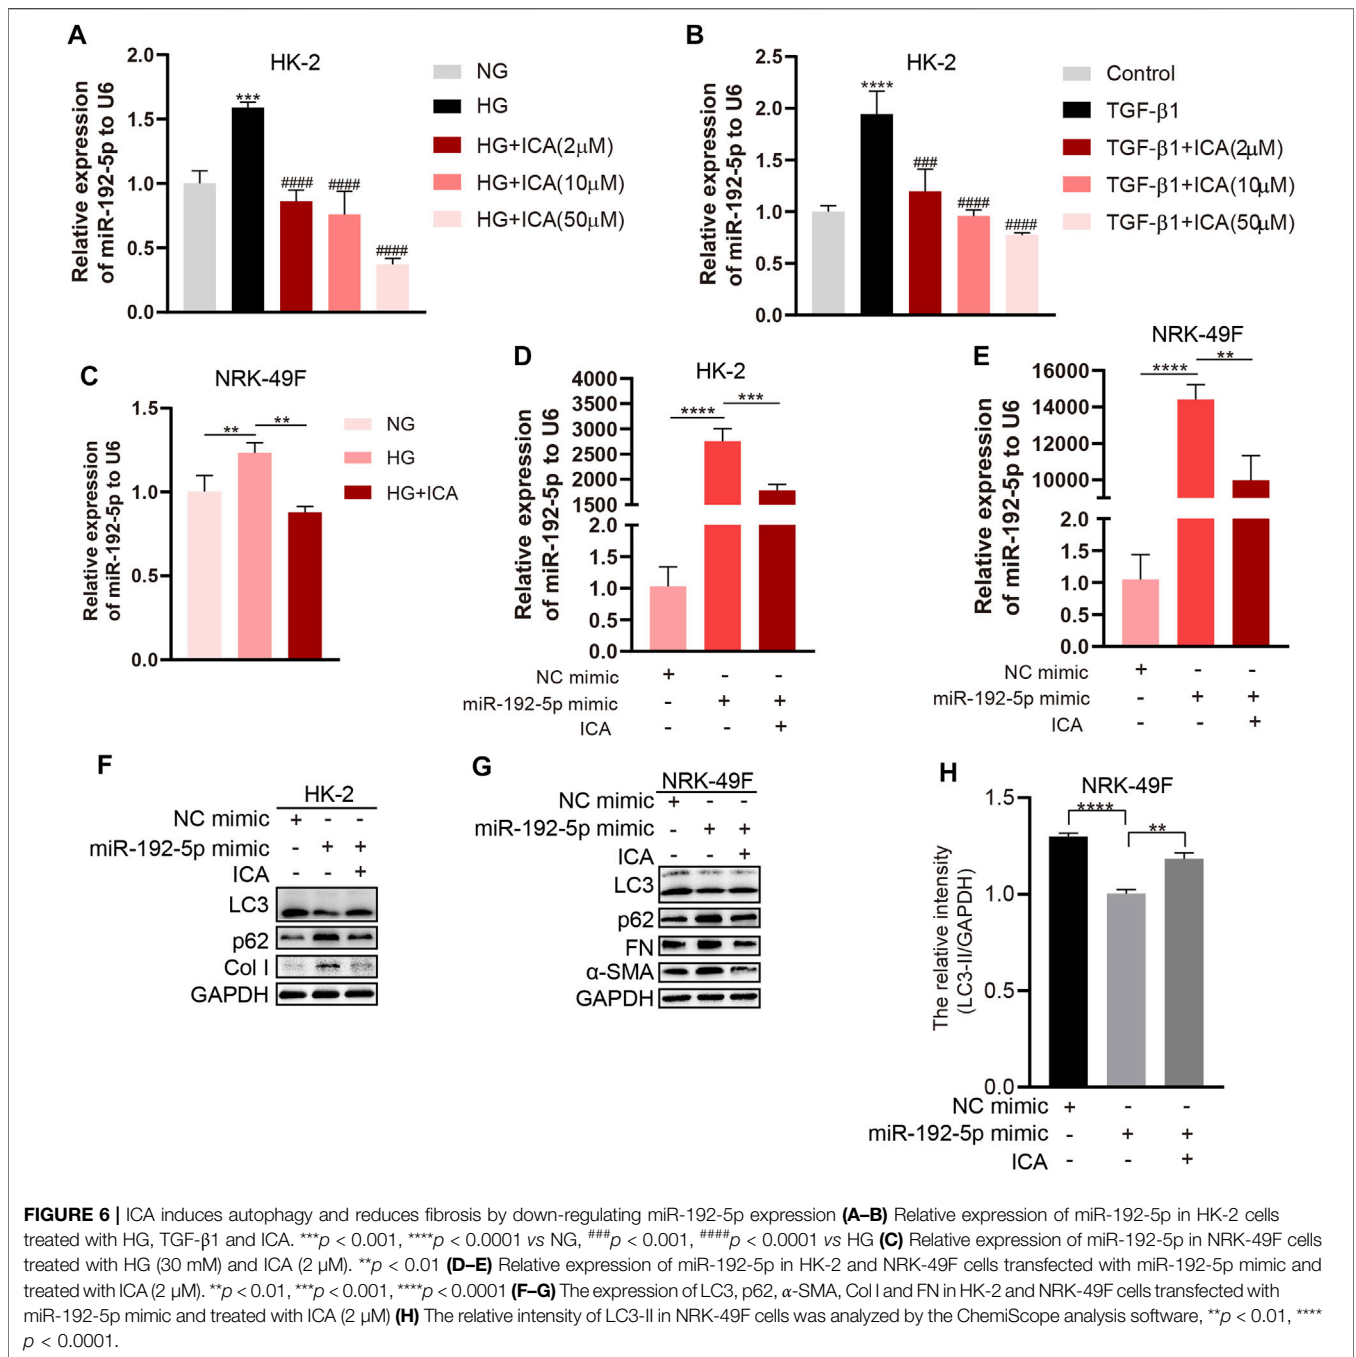 A
HK-2
Relative expression
of miR-192-5p to U6
2.0
1.5
1.0
0.5
0.0
***
####
####
####
NG
HG
HG+ICA(2μM)
HG+ICA(10μM)
HG+ICA(50μM)
B
HK-2
Relative expression
of miR-192-5p to U6
2.5
2.0
1.5
1.0
0.5
0.0
****
###
####
####
Control
TGF-β1
TGF-β1+ICA(2μM)
TGF-β1+ICA(10μM)
TGF-β1+ICA(50μM)
C
NRK-49F
Relative expression
of miR-192-5p to U6
1.5
1.0
0.5
0.0
**
**
NG
HG
HG+ICA
D
HK-2
Relative expression
of miR-192-5p to U6
4000
3500
3000
2500
2000
1500
2.0
1.5
1.0
0.5
0.0
****
***
NC mimic + - -
miR-192-5p mimic - + +
ICA - - +
E
NRK-49F
Relative expression
of miR-192-5p to U6
16000
14000
12000
10000
2.0
1.5
1.0
0.5
0.0
****
**
NC mimic + - -
miR-192-5p mimic - + +
ICA - - +
F
HK-2
NC mimic + - -
miR-192-5p mimic - + +
ICA - - +
LC3
p62
Col I
GAPDH
G
NRK-49F
NC mimic + - -
miR-192-5p mimic - + +
ICA - - +
LC3
p62
FN
α-SMA
GAPDH
H
NRK-49F
The relative intensity
(LC3-II/GAPDH)
1.5
1.0
0.5
0.0
****
**
NC mimic + - -
miR-192-5p mimic - + +
ICA - - +
FIGURE 6 | ICA induces autophagy and reduces fibrosis by down-regulating miR-192-5p expression (A–B) Relative expression of miR-192-5p in HK-2 cells
treated with HG, TGF-β1 and ICA. ***p < 0.001, ****p < 0.0001 vs NG, ###p < 0.001, ####p < 0.0001 vs HG (C) Relative expression of miR-192-5p in NRK-49F cells
treated with HG (30 mM) and ICA (2 μM). **p < 0.01 (D–E) Relative expression of miR-192-5p in HK-2 and NRK-49F cells transfected with miR-192-5p mimic and
treated with ICA (2 μM). **p < 0.01, ***p < 0.001, ****p < 0.0001 (F–G) The expression of LC3, p62, α-SMA, Col I and FN in HK-2 and NRK-49F cells transfected with
miR-192-5p mimic and treated with ICA (2 μM) (H) The relative intensity of LC3-II in NRK-49F cells was analyzed by the ChemiScope analysis software, **p < 0.01, ****
p < 0.0001.